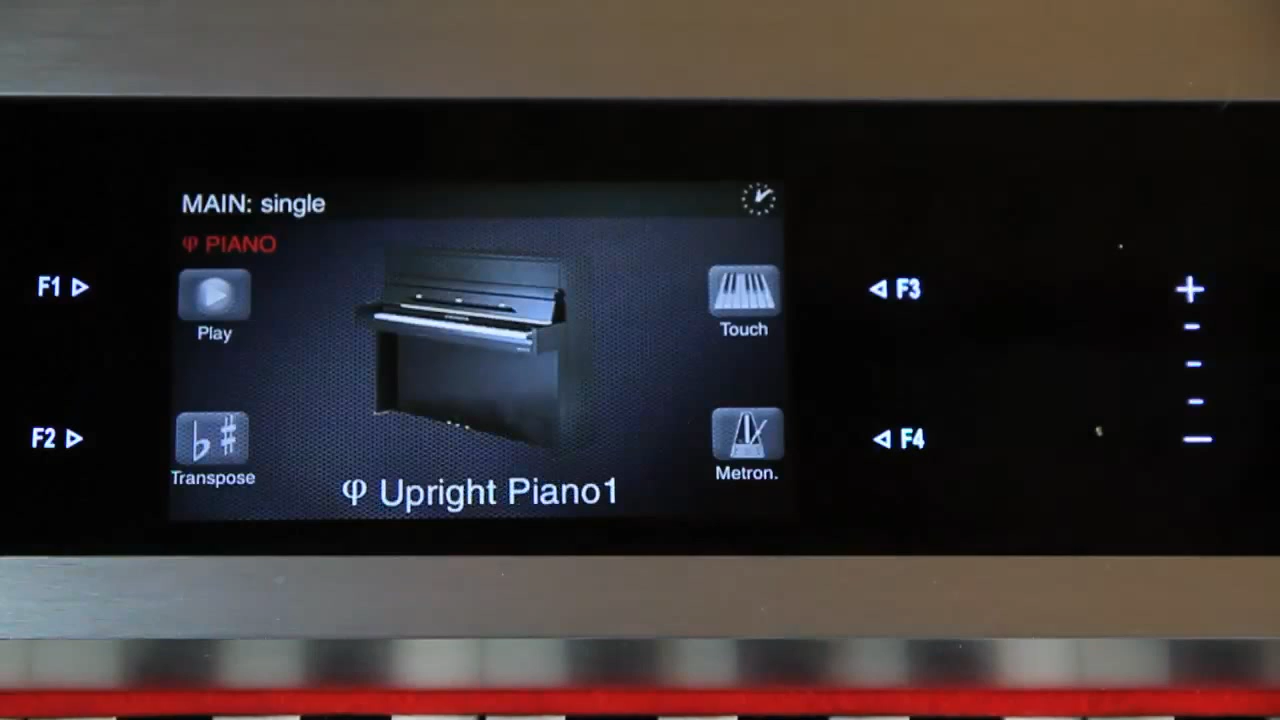 MAIN: single
φ PIANO
F1
Play
Touch
F3
F2
Transpose
Metron.
F4
φ Upright Piano1